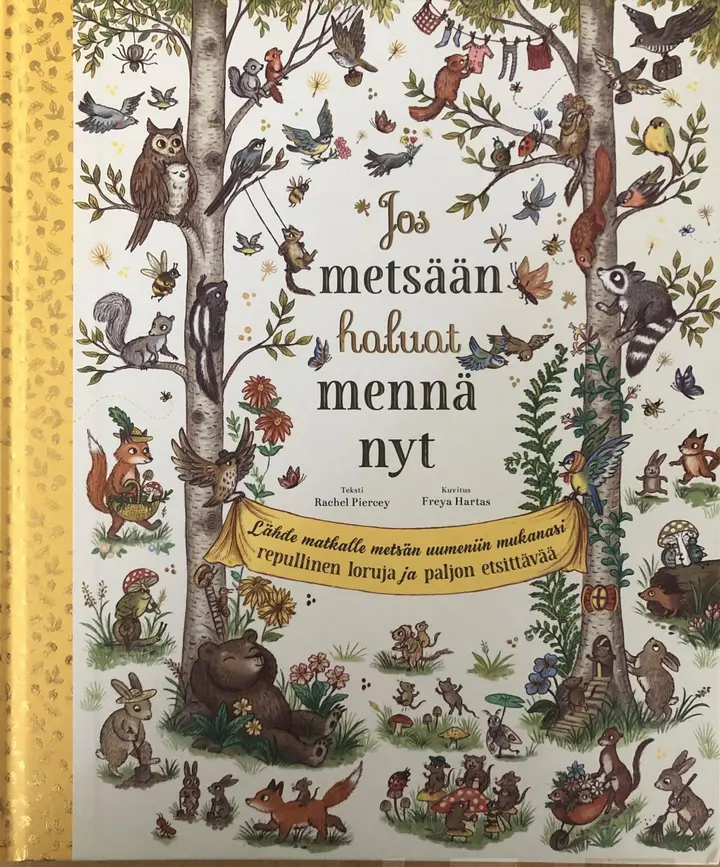 Jos
metsään
haluat
mennä
nyt
Teksti
Rachel Piercey
Kuvitus
Freya Hartas
Lähde matkalle metsän uumeniin mukanasi
repullinen loruja ja paljon etsittävää